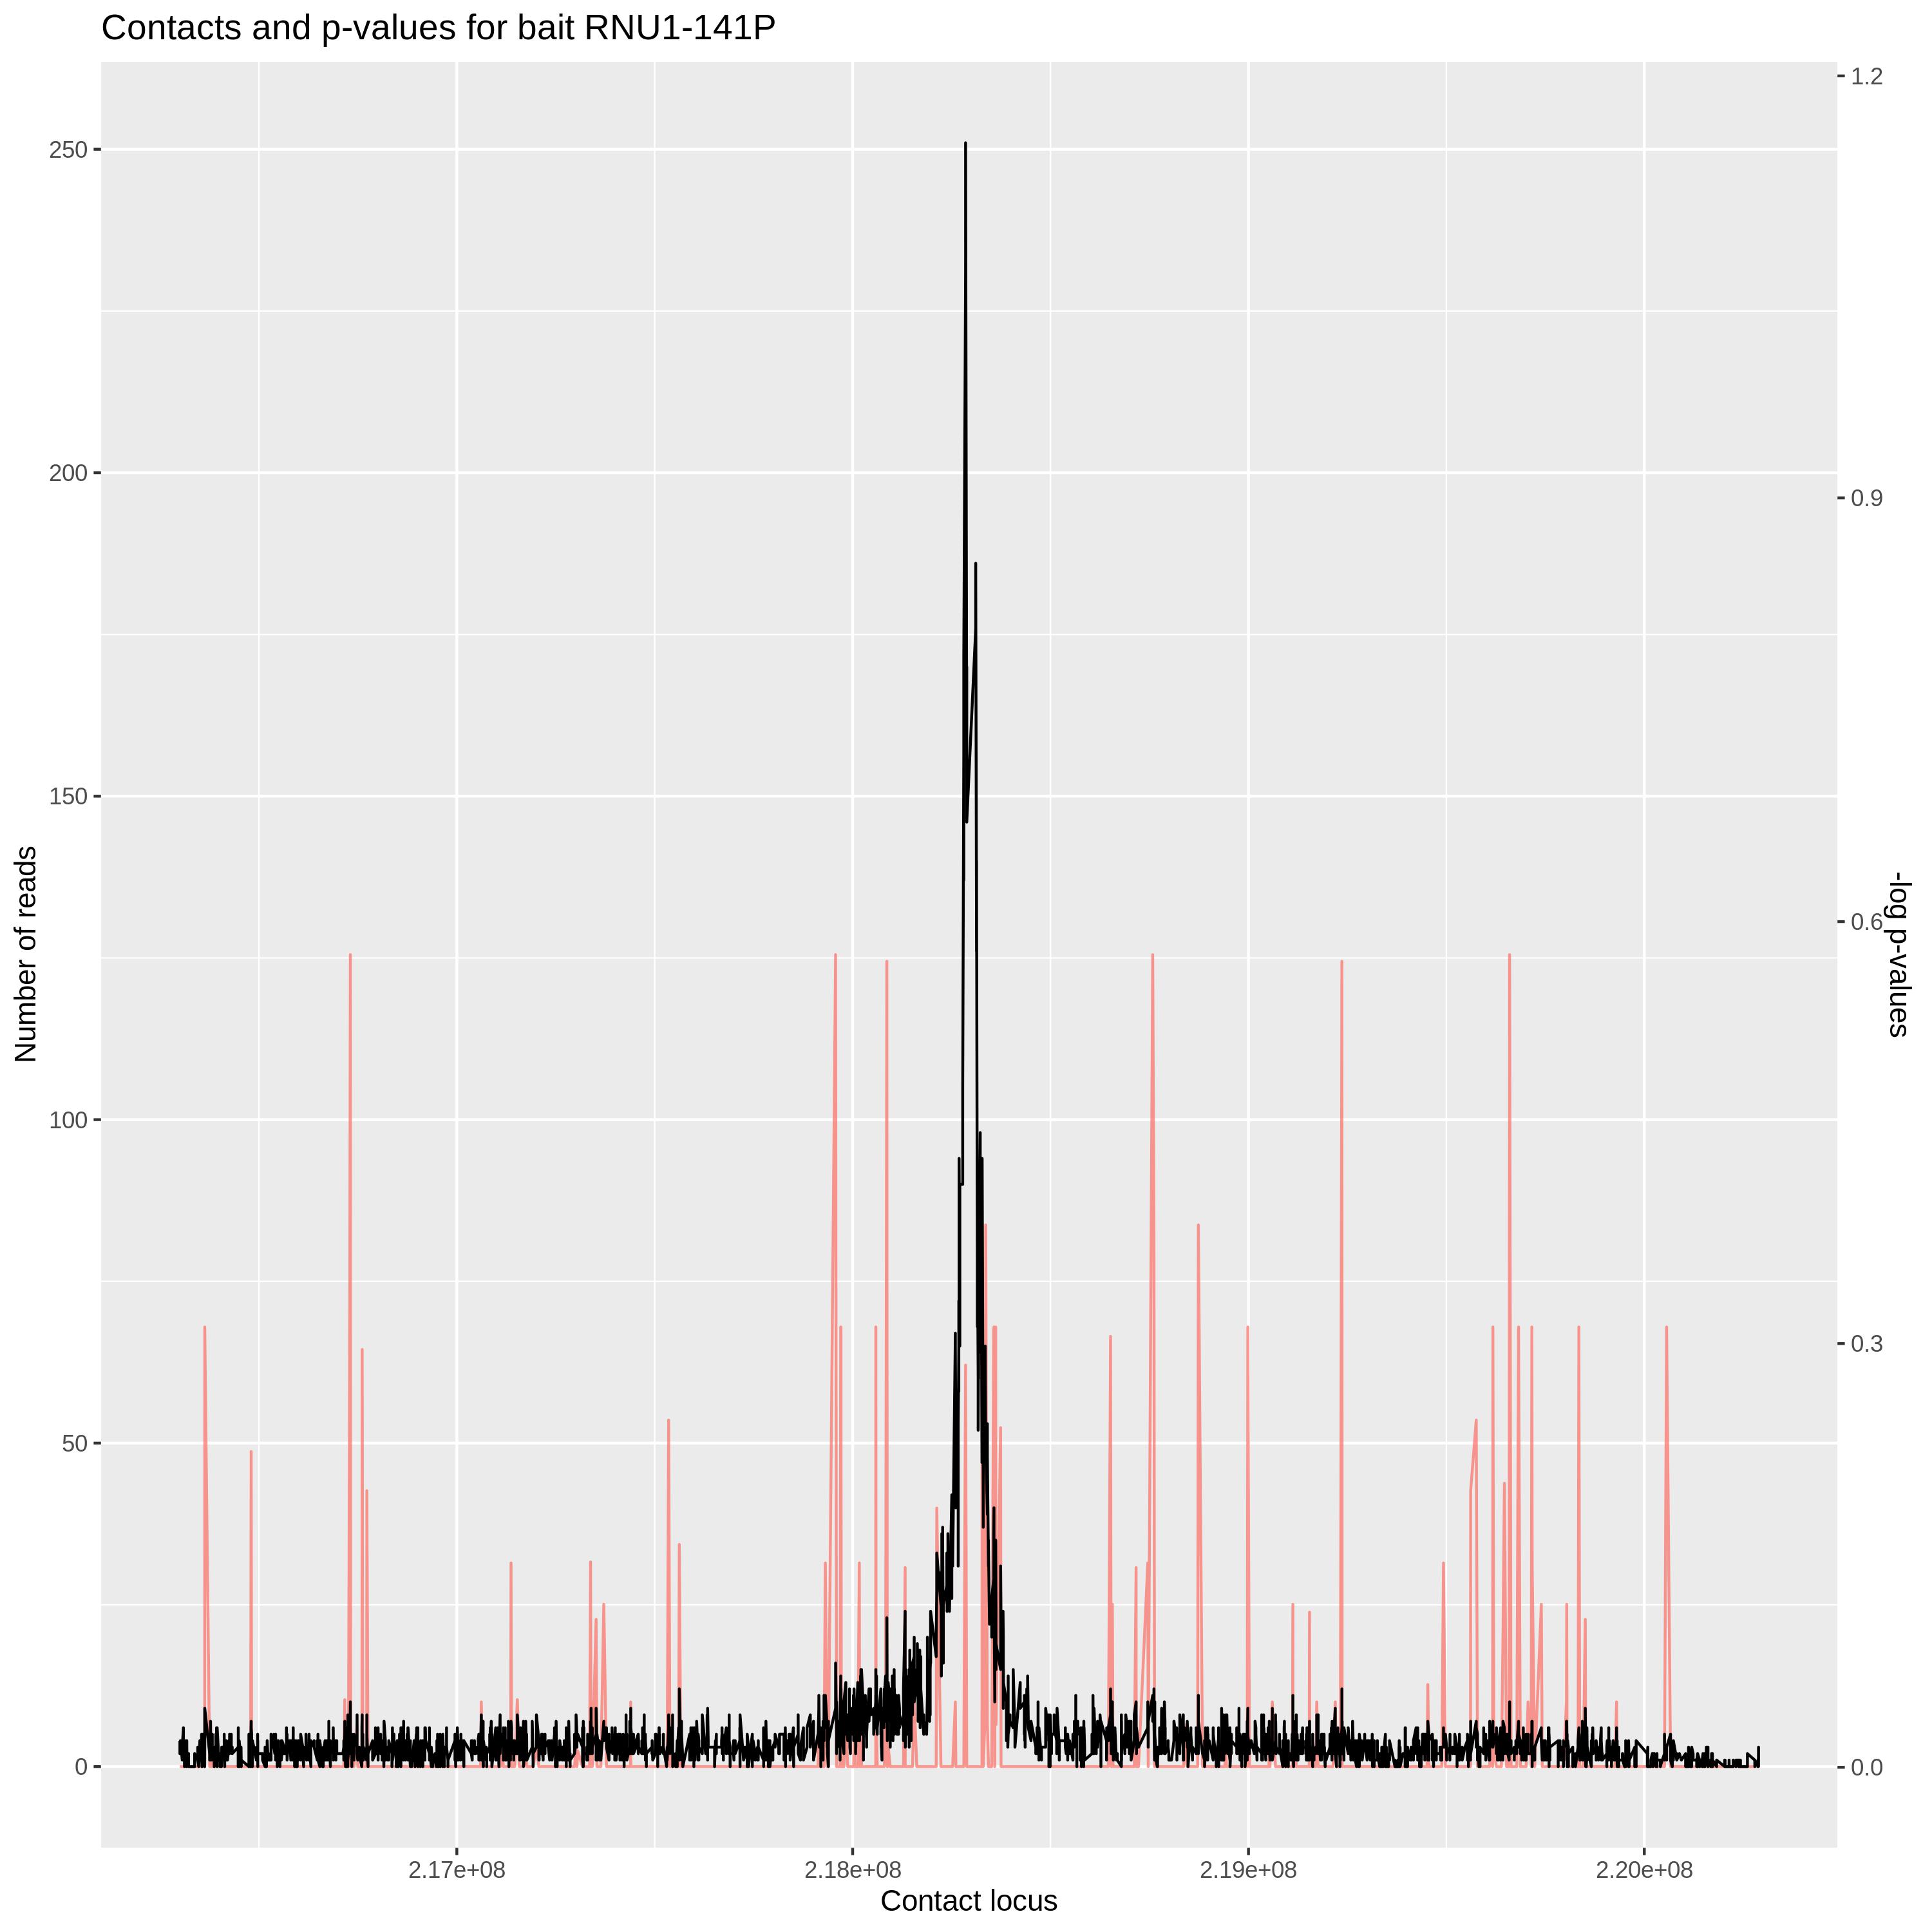 Contacts and p-values for bait RNU1-141P
Number of reads
250
200
150
100
50
0
1.2
0.9
0.6
0.3
0.0
-log p-values
2.17e+08
2.18e+08
2.19e+08
2.20e+08
Contact locus